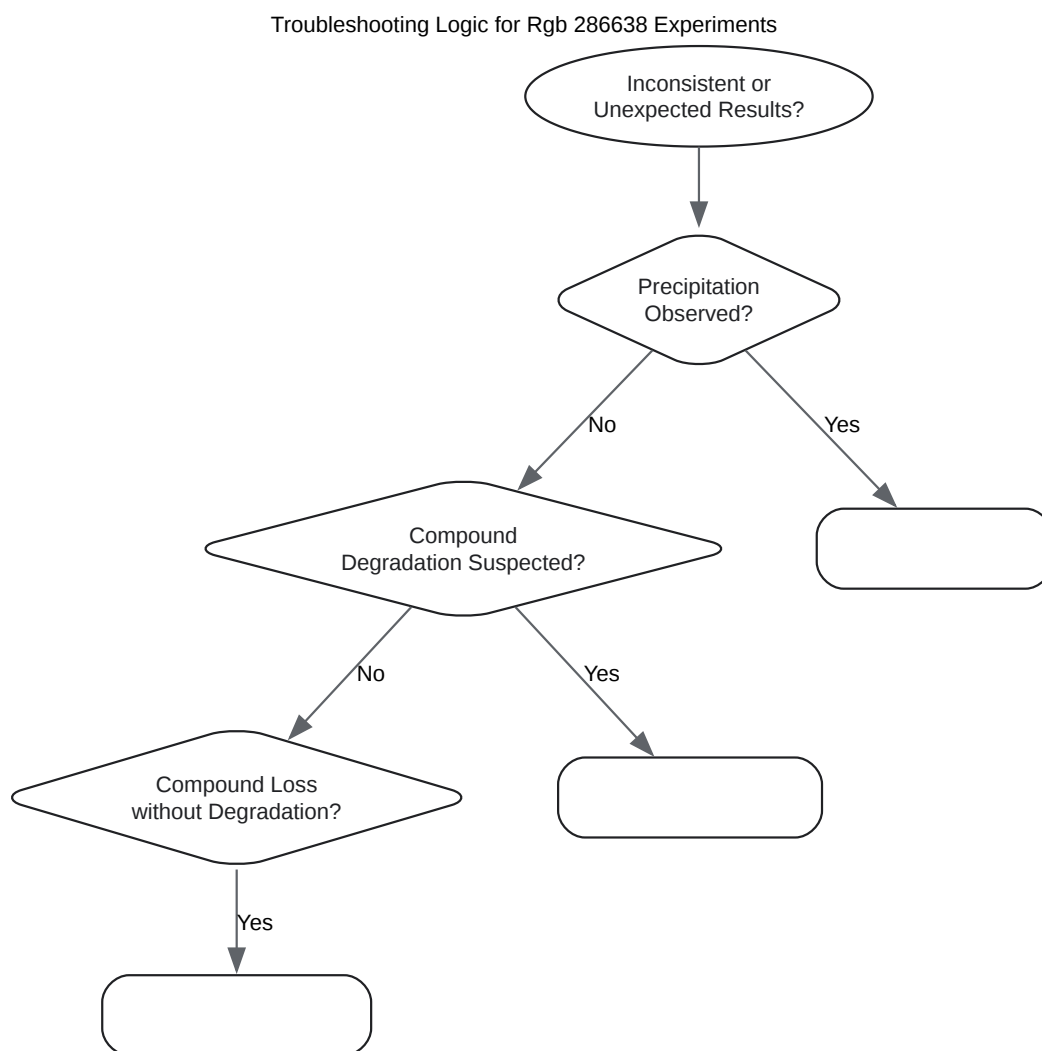 Troubleshooting Logic for Rgb 286638 Experiments
Inconsistent or
Unexpected Results?
Precipitation
Observed?
No
Yes
Compound
Degradation Suspected?
No
Yes
Compound Loss
without Degradation?
Yes